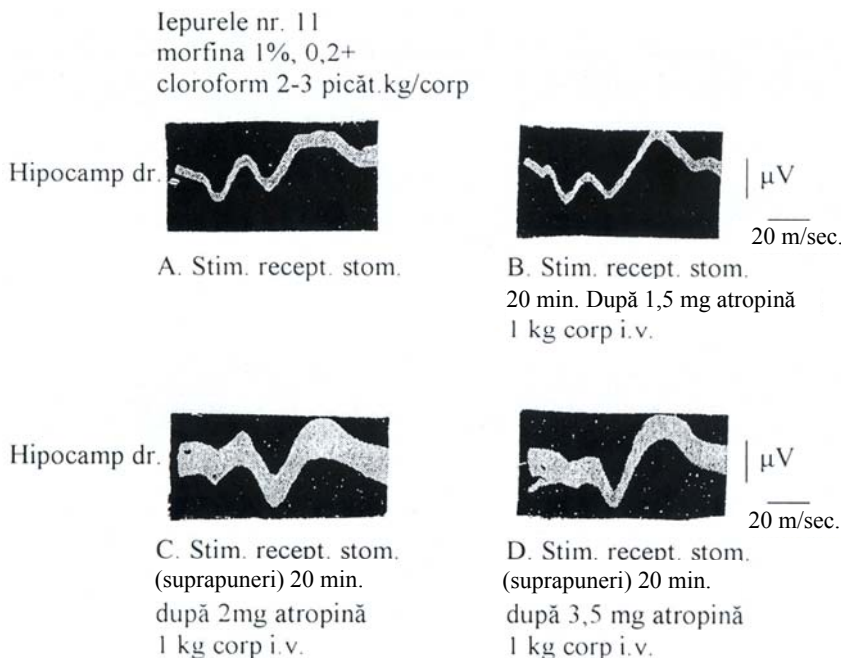 Iepurele nr. 11
morfina 1%, 0,2+
cloroform 2-3 picăt.kg/corp
Hipocamp dr.
µV
20 m/sec.
A. Stim. recept. stom.
B. Stim. recept. stom.
20 min. După 1,5 mg atropină
1 kg corp i.v.
Hipocamp dr.
µV
20 m/sec.
C. Stim. recept. stom.
(suprapuneri) 20 min.
după 2mg atropină
1 kg corp i.v.
D. Stim. recept. stom.
(suprapuneri) 20 min.
după 3,5 mg atropină
1 kg corp i.v.